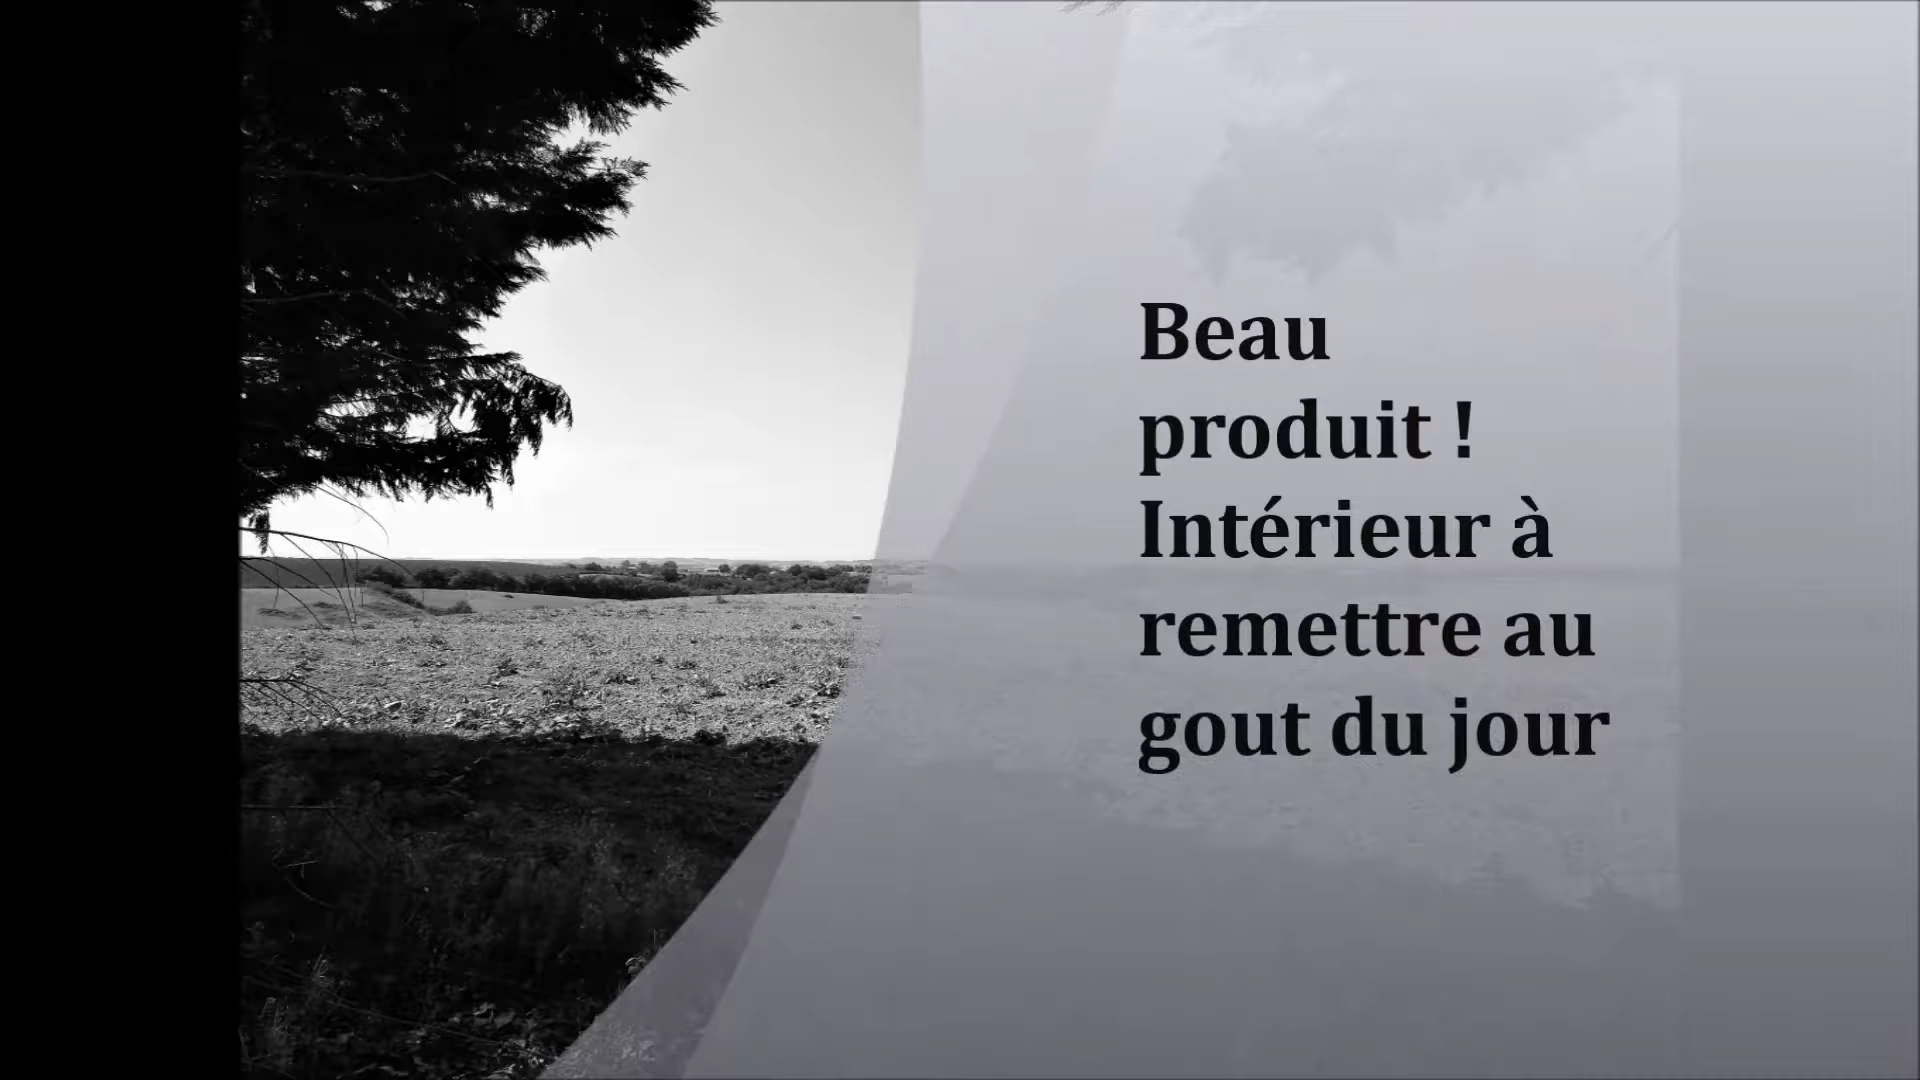 Beau
produit !
Intérieur à
remettre au
gout du jour